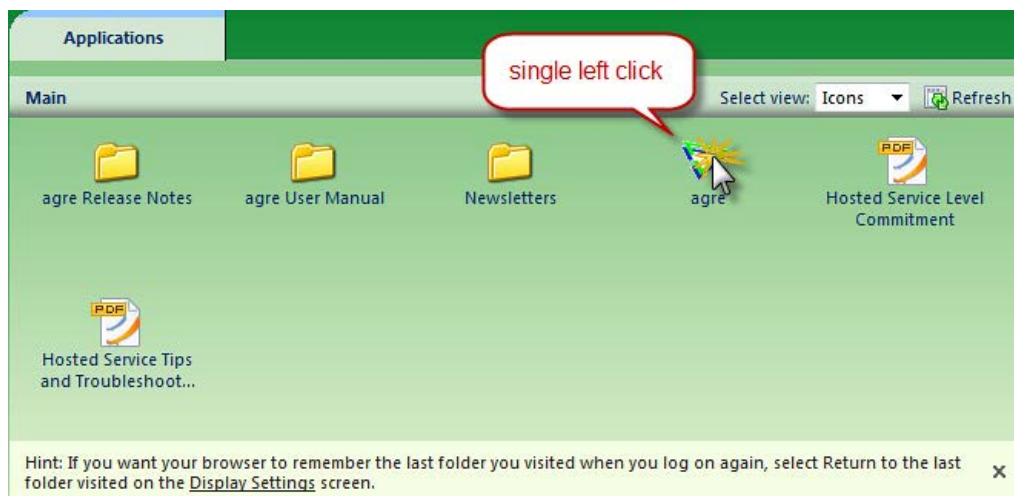 Applications
single left click
Main
Select view: Icons
Refresh
agre Release Notes
agre User Manual
Newsletters
agre
PDF
Hosted Service Level
Commitment
PDF
Hosted Service Tips
and Troubleshoot...
Hint: If you want your browser to remember the last folder you visited when you log on again, select Return to the last
folder visited on the Display Settings screen.